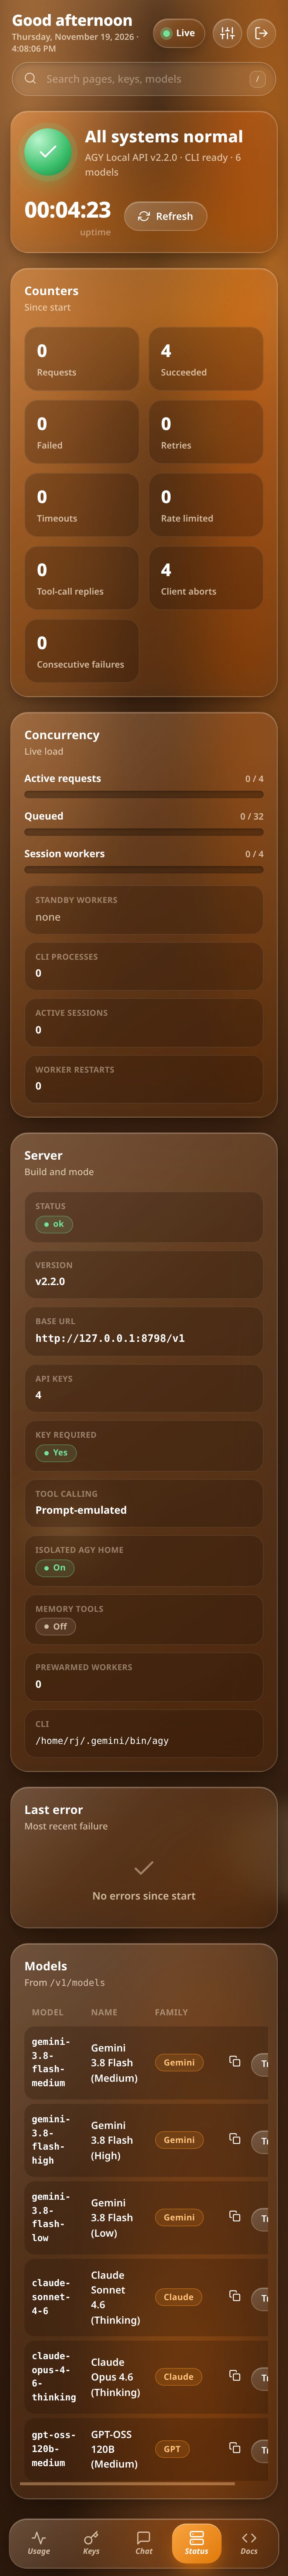 Good afternoon
Thursday, November 19, 2026 ·
4:08:06 PM
Live
Search pages, keys, models
/
All systems normal
AGY Local API v2.2.0 · CLI ready · 6
models
00:04:23
uptime
Refresh
Counters
Since start
0
Requests
4
Succeeded
0
Failed
0
Retries
0
Timeouts
0
Rate limited
0
Tool-call replies
4
Client aborts
0
Consecutive failures
Concurrency
Live load
Active requests 0 / 4
Queued 0 / 32
Session workers 0 / 4
STANDBY WORKERS
none
CLI PROCESSES
0
ACTIVE SESSIONS
0
WORKER RESTARTS
0
Server
Build and mode
STATUS
ok
VERSION
v2.2.0
BASE URL
http://127.0.0.1:8798/v1
API KEYS
4
KEY REQUIRED
Yes
TOOL CALLING
Prompt-emulated
ISOLATED AGY HOME
On
MEMORY TOOLS
Off
PREWARMED WORKERS
0
CLI
/home/rj/.gemini/bin/agy
Last error
Most recent failure
No errors since start
Models
From /v1/models
MODEL NAME FAMILY
gemini-
3.8-
flash-
medium
Gemini
3.8 Flash
(Medium)
Gemini
gemini-
3.8-
flash-
high
Gemini
3.8 Flash
(High)
Gemini
gemini-
3.8-
flash-
low
Gemini
3.8 Flash
(Low)
Gemini
claude-
sonnet-
4-6
Claude
Sonnet
4.6
(Thinking)
Claude
claude-
opus-4-
6-
thinking
Claude
Opus 4.6
(Thinking)
Claude
gpt-oss-
120b-
medium
GPT-OSS
120B
(Medium)
GPT
Usage
Keys
Chat
Status
Docs